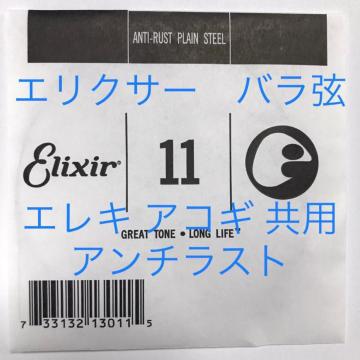 ANTI-RUST PLAIN STEEL
エリクサー　バラ弦
Elixir®
11
エレキ アコギ 共用
GREAT TONE • LONG LIFE™
アンチラスト
7 33132 13011 5